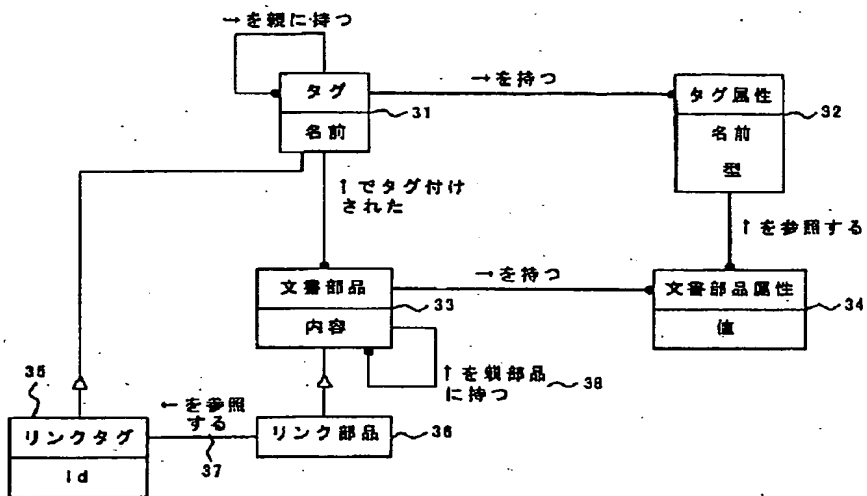 →を親に持つ
タグ
31
名前
→を持つ
タグ属性
32
名前
型
↑でタグ付け
された
↑を参照する
文書部品
33
内容
→を持つ
文書部品属性
34
値
↑を親部品
に持つ
38
35
リンクタグ
Id
←を参照
する
37
リンク部品
36